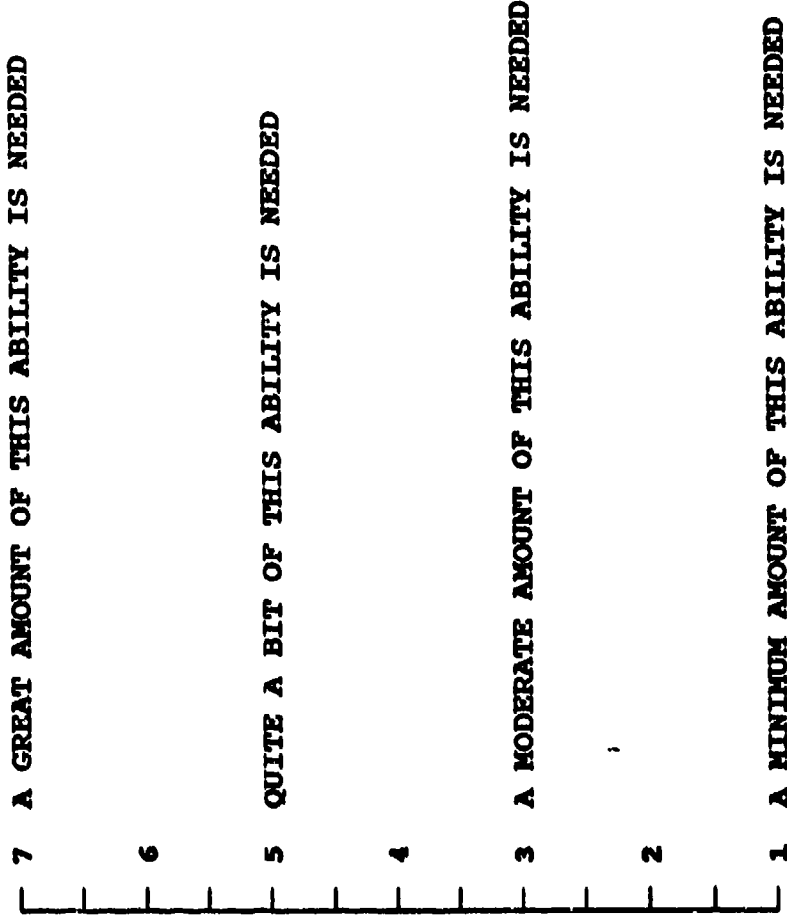 7 A GREAT AMOUNT OF THIS ABILITY IS NEEDED
6
5 QUITE A BIT OF THIS ABILITY IS NEEDED
4
3 A MODERATE AMOUNT OF THIS ABILITY IS NEEDED
2
1 A MINIMUM AMOUNT OF THIS ABILITY IS NEEDED